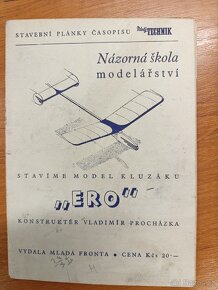 STAVEBNÍ PLÁNKY ČASOPISU TECHNIK
Názorná škola
modelářství
STAVÍME MODEL KLUZÁKU
„ERO“
KONSTRUKTÉR VLADIMÍR PROCHÁZKA
VYDALA MLADÁ FRONTA • CENA Kčs 20·—